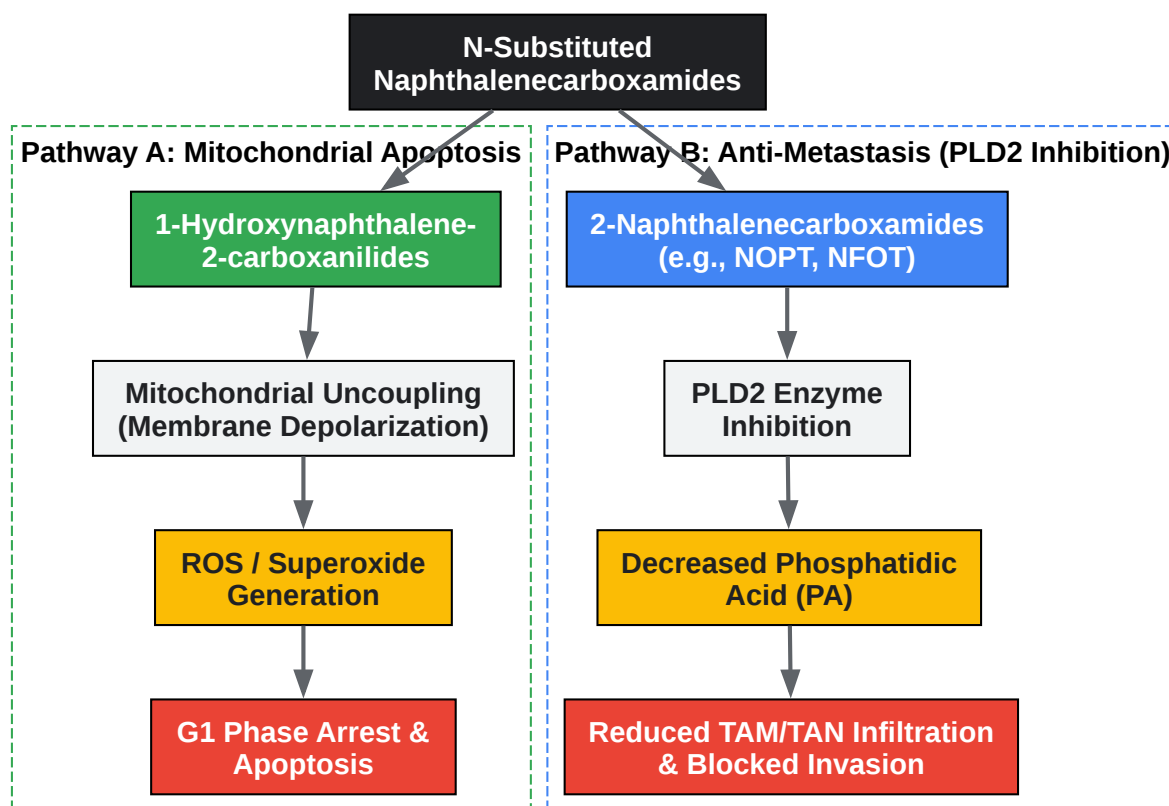 N-Substituted
Naphthalenecarboxamides
Pathway A: Mitochondrial Apoptosis
1-Hydroxynaphthalene-
2-carboxanilides
Mitochondrial Uncoupling
(Membrane Depolarization)
ROS / Superoxide
Generation
G1 Phase Arrest &
Apoptosis
Pathway B: Anti-Metastasis (PLD2 Inhibition)
2-Naphthalenecarboxamides
(e.g., NOPT, NFOT)
PLD2 Enzyme
Inhibition
Decreased Phosphatidic
Acid (PA)
Reduced TAM/TAN Infiltration
& Blocked Invasion